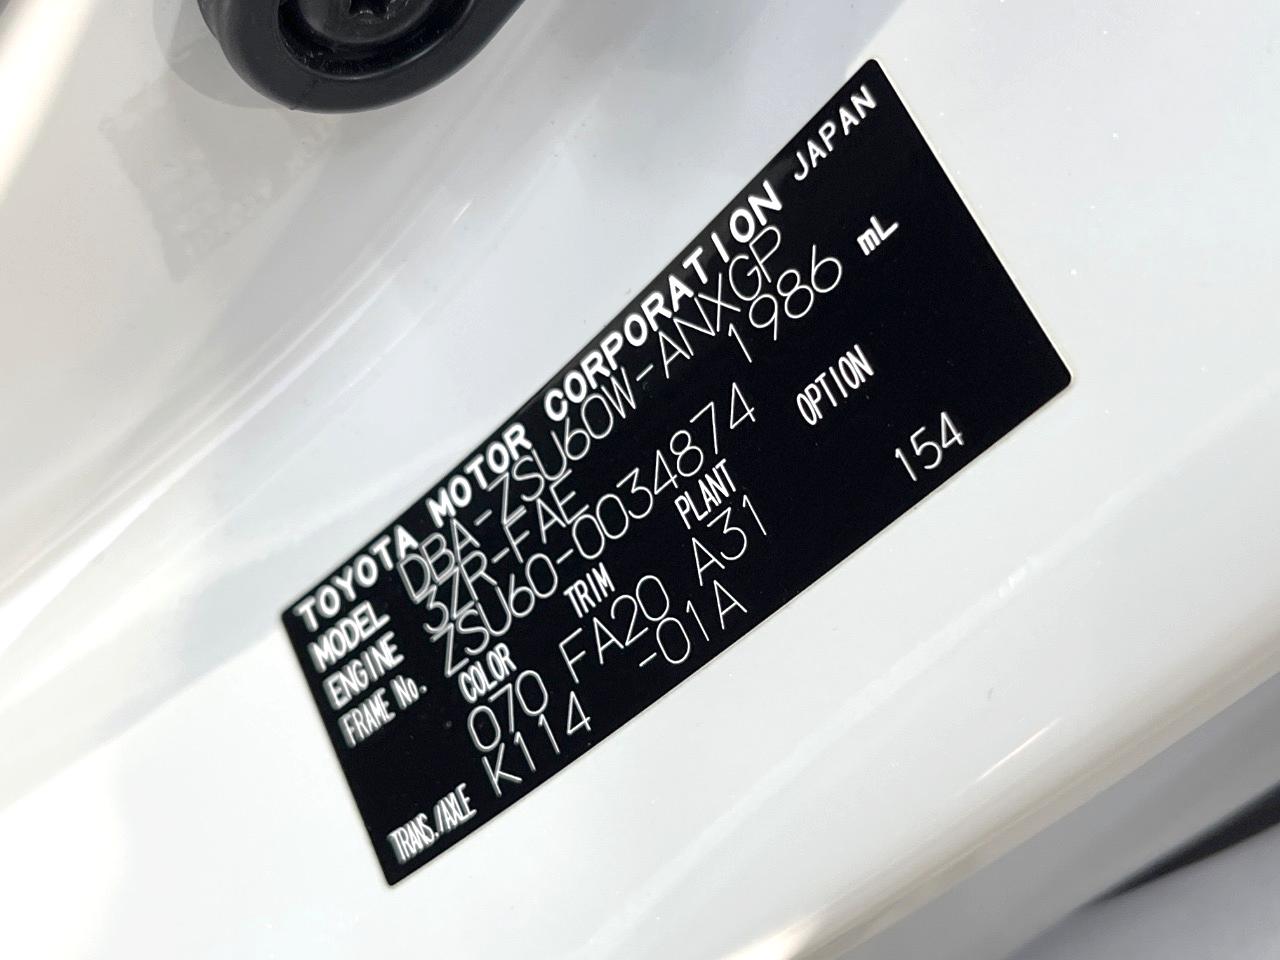 TOYOTA MOTOR CORPORATION JAPAN
MODEL DBA-ZSU60W-ANXGP
ENGINE 3ZR-FAE 1986 mL
FRAME No. ZSU60-0034874
COLOR TRIM PLANT OPTION
070 FA20 A31 154
TRANS./AXLE K114 -01A